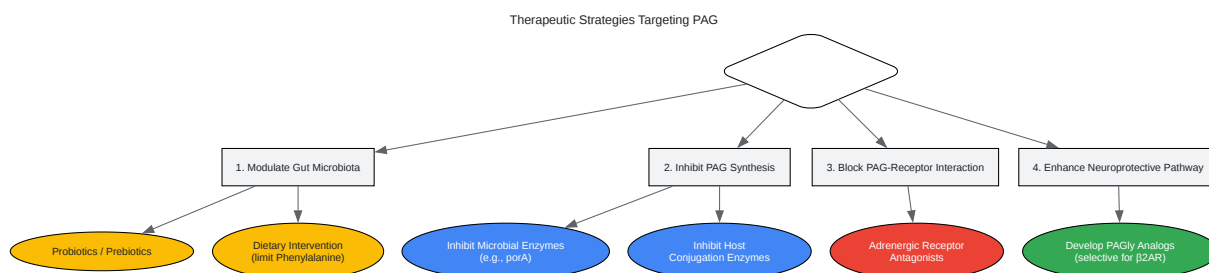 Therapeutic Strategies Targeting PAG
1. Modulate Gut Microbiota
2. Inhibit PAG Synthesis
3. Block PAG-Receptor Interaction
4. Enhance Neuroprotective Pathway
Probiotics / Prebiotics
Dietary Intervention
(limit Phenylalanine)
Inhibit Microbial Enzymes
(e.g., porA)
Inhibit Host
Conjugation Enzymes
Adrenergic Receptor
Antagonists
Develop PAGly Analogs
(selective for β2AR)